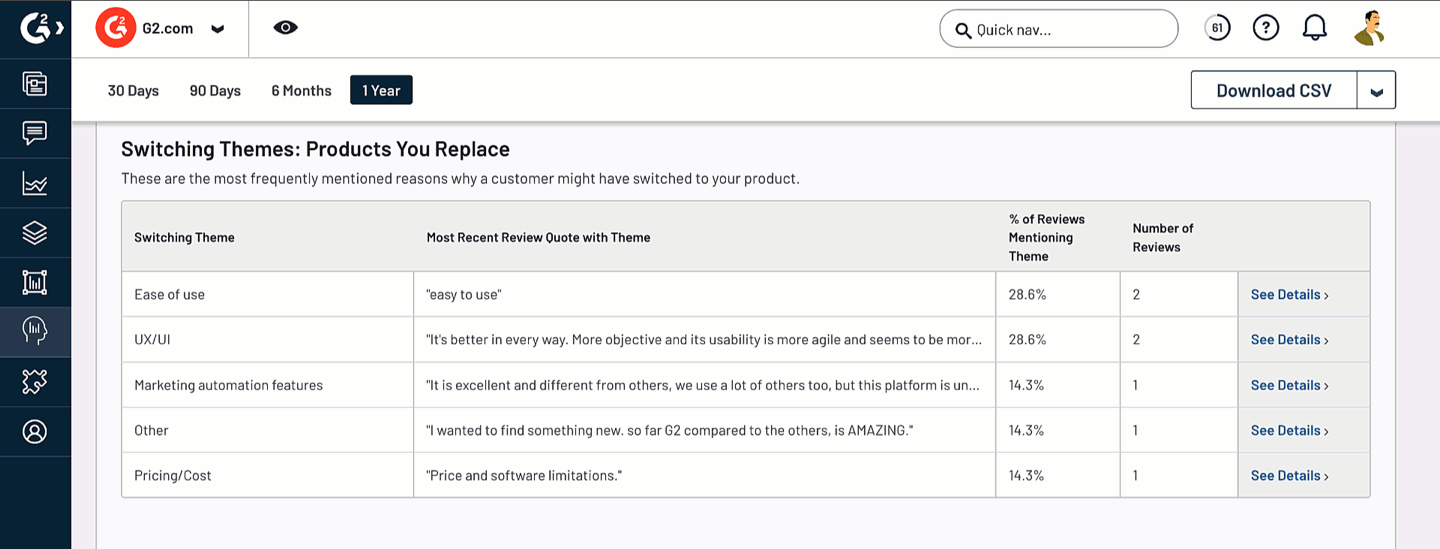 G2
G2 G2.com
Quick nav...
61
?
30 Days 90 Days 6 Months 1 Year
Download CSV
Switching Themes: Products You Replace
These are the most frequently mentioned reasons why a customer might have switched to your product.
Switching Theme Most Recent Review Quote with Theme % of Reviews Mentioning Theme Number of Reviews
Ease of use "easy to use" 28.6% 2 See Details ›
UX/UI "It's better in every way. More objective and its usability is more agile and seems to be mor... 28.6% 2 See Details ›
Marketing automation features "It is excellent and different from others, we use a lot of others too, but this platform is un... 14.3% 1 See Details ›
Other "I wanted to find something new. so far G2 compared to the others, is AMAZING." 14.3% 1 See Details ›
Pricing/Cost "Price and software limitations." 14.3% 1 See Details ›